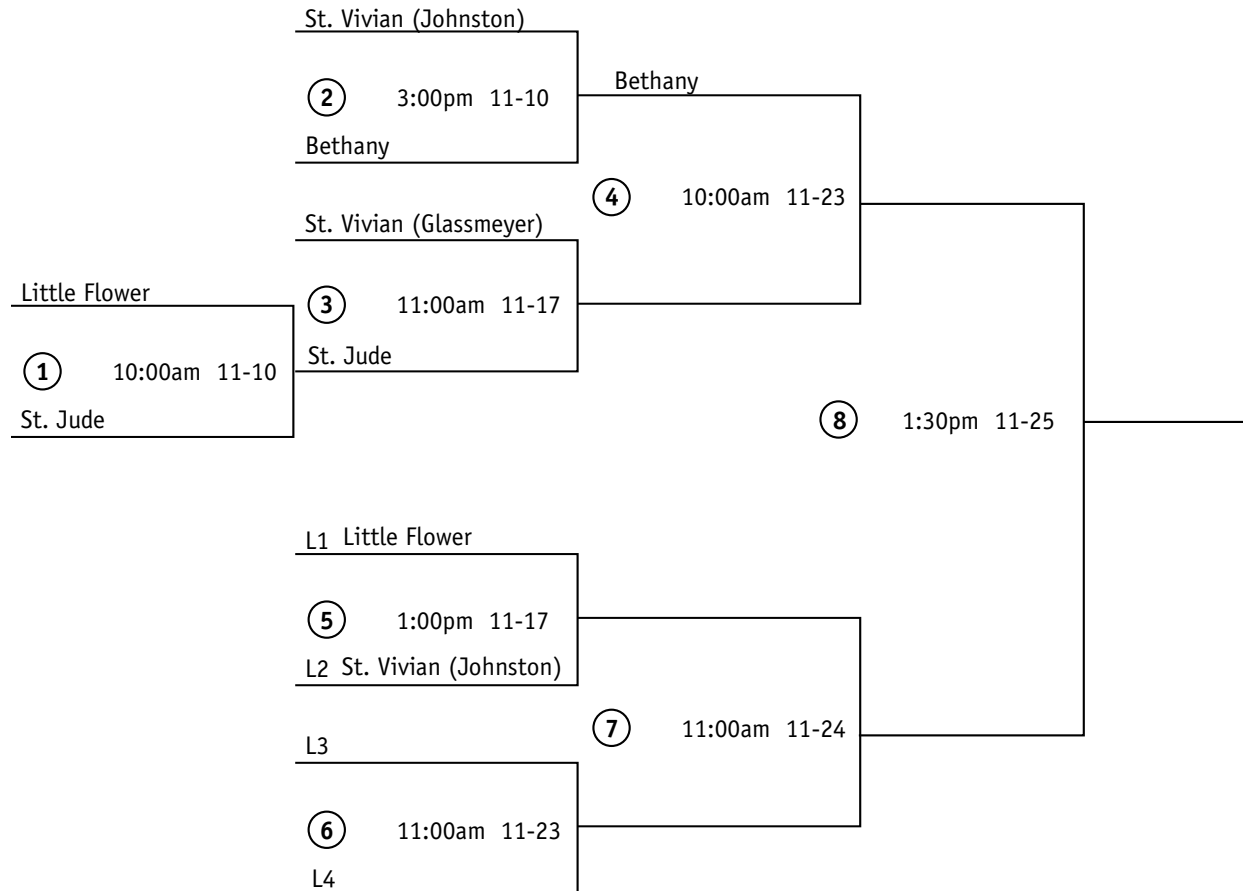 St. Vivian (Johnston)
2 3:00pm 11-10
Bethany
Bethany
4 10:00am 11-23
St. Vivian (Glassmeyer)
3 11:00am 11-17
St. Jude
Little Flower
1 10:00am 11-10
St. Jude
8 1:30pm 11-25
L1 Little Flower
5 1:00pm 11-17
L2 St. Vivian (Johnston)
7 11:00am 11-24
L3
6 11:00am 11-23
L4